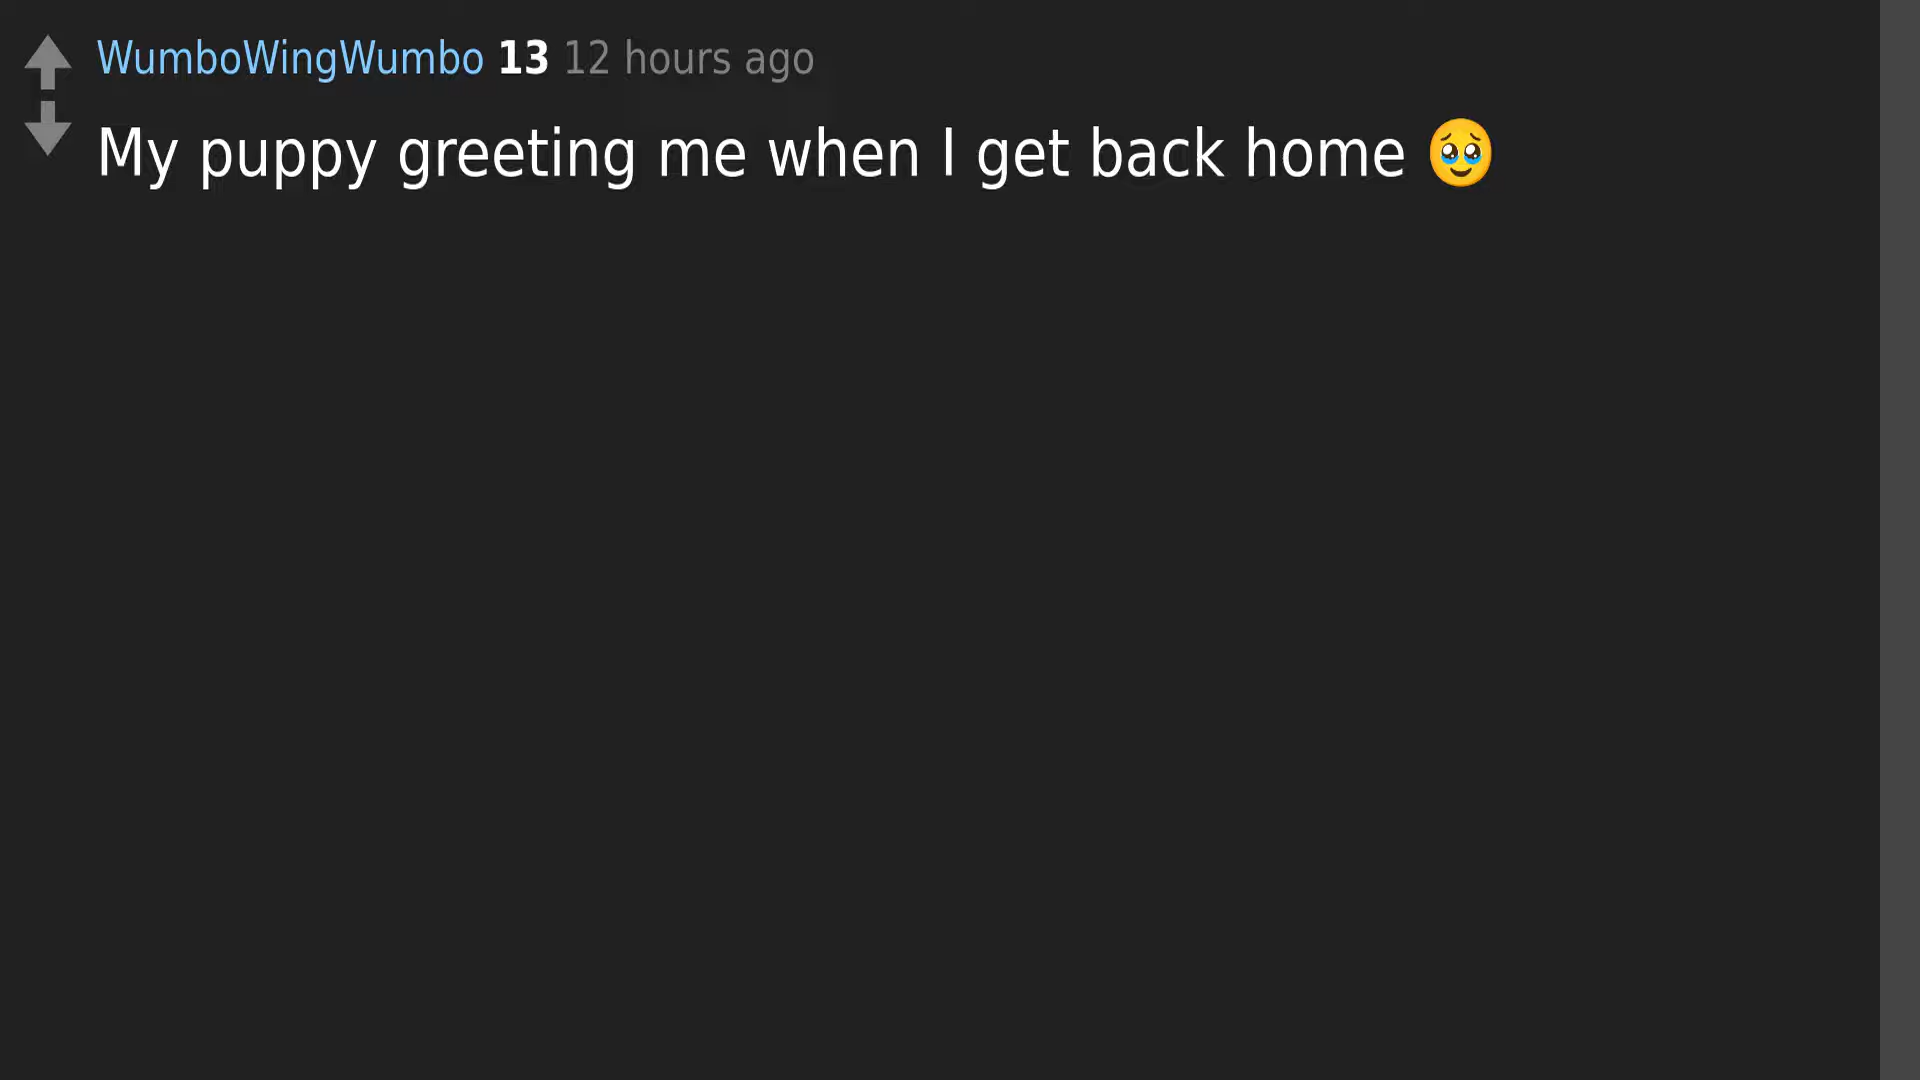 WumboWingWumbo 13 12 hours ago
My puppy greeting me when I get back home 🥹